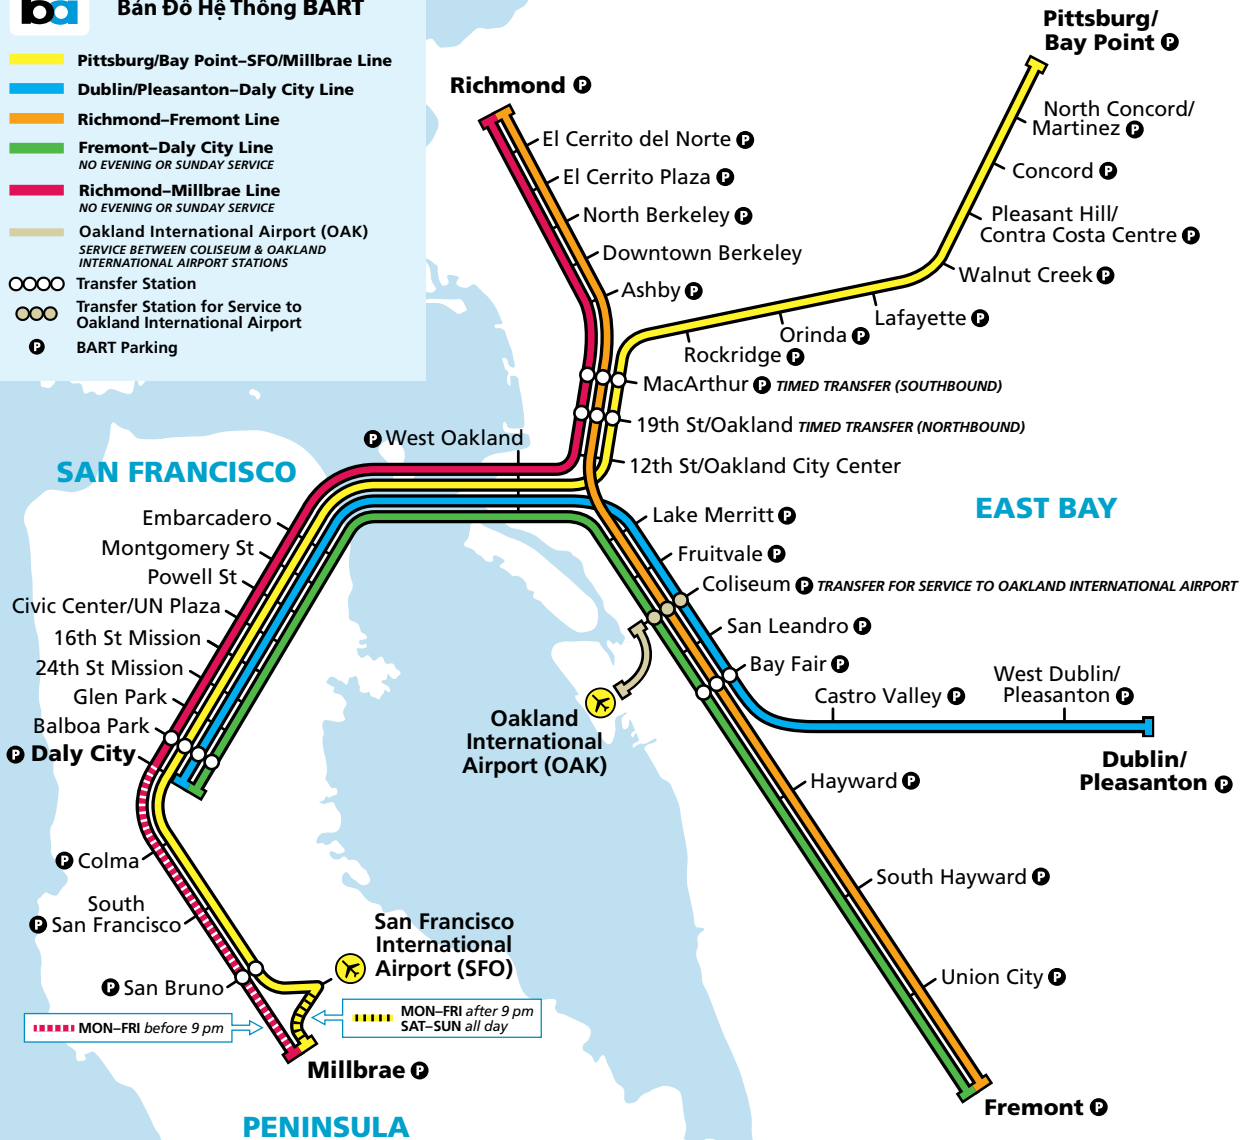 ba
Bản Đồ Hệ Thống BART
Pittsburg/Bay Point–SFO/Millbrae Line
Dublin/Pleasanton–Daly City Line
Richmond–Fremont Line
Fremont–Daly City Line
NO EVENING OR SUNDAY SERVICE
Richmond–Millbrae Line
NO EVENING OR SUNDAY SERVICE
Oakland International Airport (OAK)
SERVICE BETWEEN COLISEUM & OAKLAND
INTERNATIONAL AIRPORT STATIONS
Transfer Station
Transfer Station for Service to
Oakland International Airport
P BART Parking
Pittsburg/
Bay Point P
Richmond P
North Concord/
Martinez P
El Cerrito del Norte P
Concord P
El Cerrito Plaza P
North Berkeley P
Pleasant Hill/
Contra Costa Centre P
Downtown Berkeley
Walnut Creek P
Ashby P
Lafayette P
Orinda P
Rockridge P
MacArthur P TIMED TRANSFER (SOUTHBOUND)
19th St/Oakland TIMED TRANSFER (NORTHBOUND)
P West Oakland
12th St/Oakland City Center
SAN FRANCISCO
EAST BAY
Embarcadero
Lake Merritt P
Montgomery St
Fruitvale P
Powell St
Coliseum P TRANSFER FOR SERVICE TO OAKLAND INTERNATIONAL AIRPORT
Civic Center/UN Plaza
San Leandro P
16th St Mission
24th St Mission
Bay Fair P
Glen Park
Castro Valley P
West Dublin/
Pleasanton P
Balboa Park
P Daly City
Oakland
International
Airport (OAK)
Dublin/
Pleasanton P
Hayward P
P Colma
South Hayward P
South
P San Francisco
San Francisco
International
Airport (SFO)
Union City P
P San Bruno
MON–FRI before 9 pm
MON–FRI after 9 pm
SAT–SUN all day
Millbrae P
Fremont P
PENINSULA